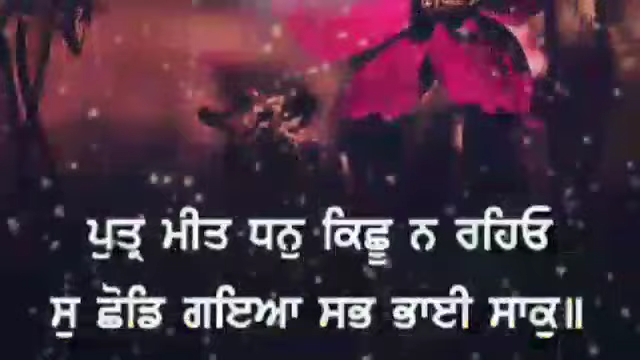 ਪੁਤ੍ਰ ਮੀਤ ਧਨੁ ਕਿਛੂ ਨ ਰਹਿਓ
ਸੁ ਛੋਡਿ ਗਇਆ ਸਭ ਭਾਈ ਸਾਕੁ॥